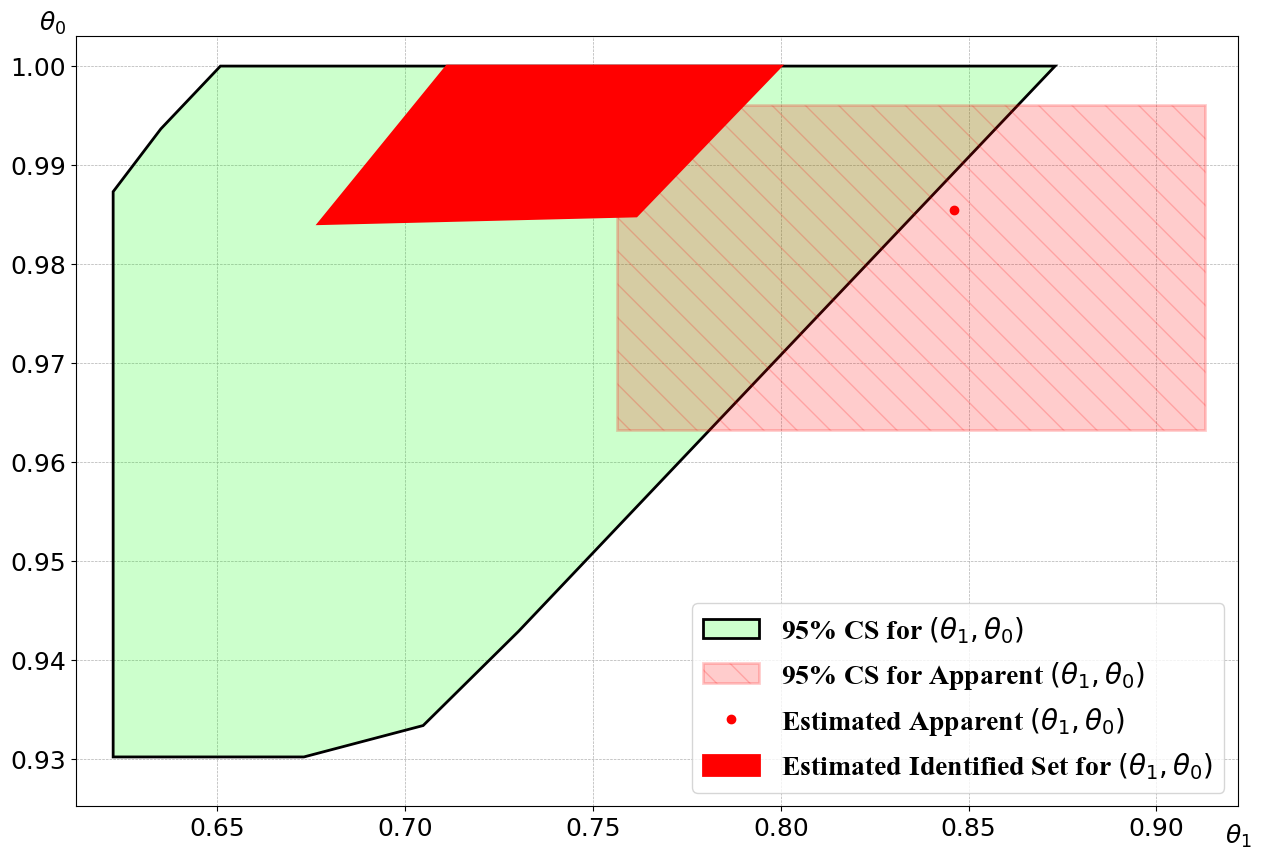 θ₀
1.00
0.99
0.98
0.97
0.96
0.95
0.94
0.93
95% CS for (θ₁, θ₀)
95% CS for Apparent (θ₁, θ₀)
Estimated Apparent (θ₁, θ₀)
Estimated Identified Set for (θ₁, θ₀)
0.65 0.70 0.75 0.80 0.85 0.90
θ₁